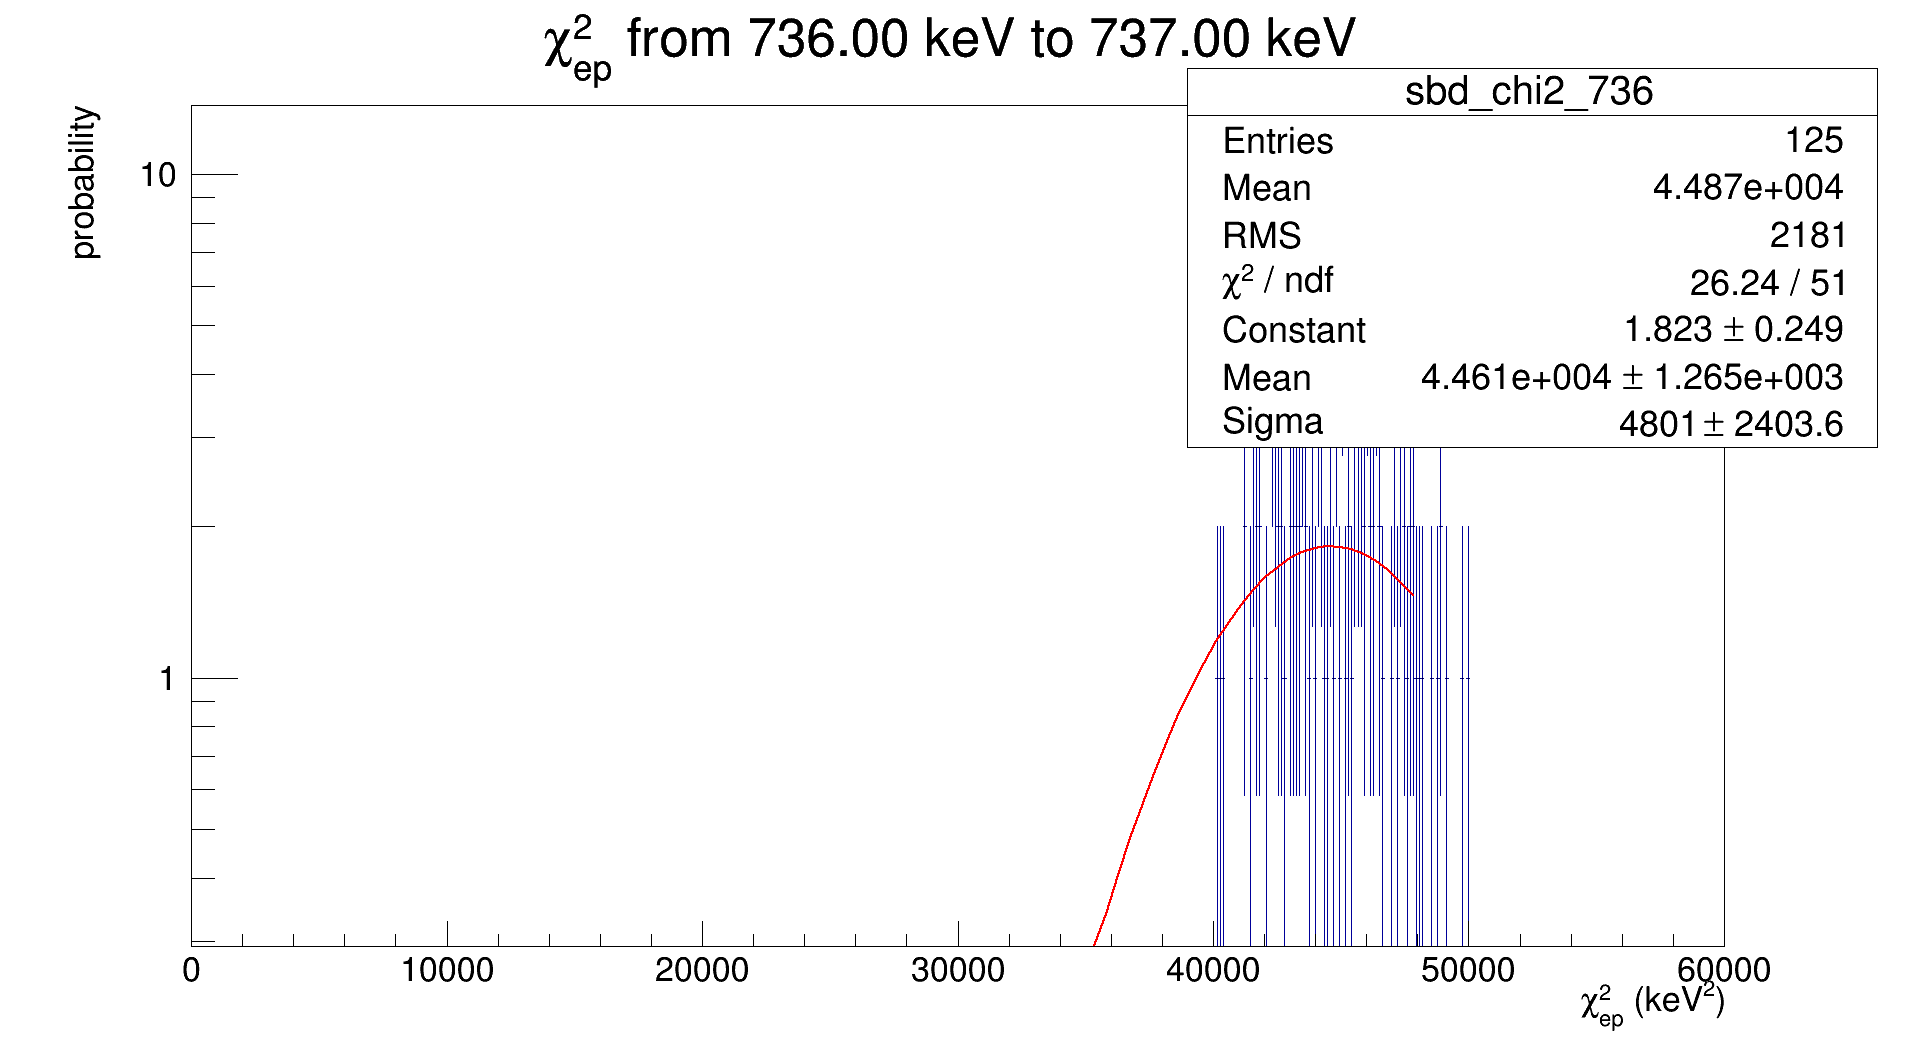 χ²ep from 736.00 keV to 737.00 keV
probability
sbd_chi2_736
Entries 125
Mean 4.487e+004
RMS 2181
χ² / ndf 26.24 / 51
Constant 1.823 ± 0.249
Mean 4.461e+004 ± 1.265e+003
Sigma 4801 ± 2403.6
10
1
0 10000 20000 30000 40000 50000 60000
χ²ep (keV²)